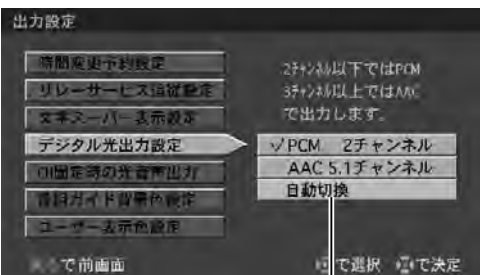 出力設定
時間変更予約設定
リレーサービス追従設定
文字スーパー表示設定
デジタル光出力設定
CH固定時の光音声出力
番組ガイド背景色設定
ユーザー表示色設定
2チャンネル以下ではPCM
3チャンネル以上ではAAC
で出力します。
✓PCM 2チャンネル
AAC 5.1チャンネル
自動切換
で前画面
で選択 で決定